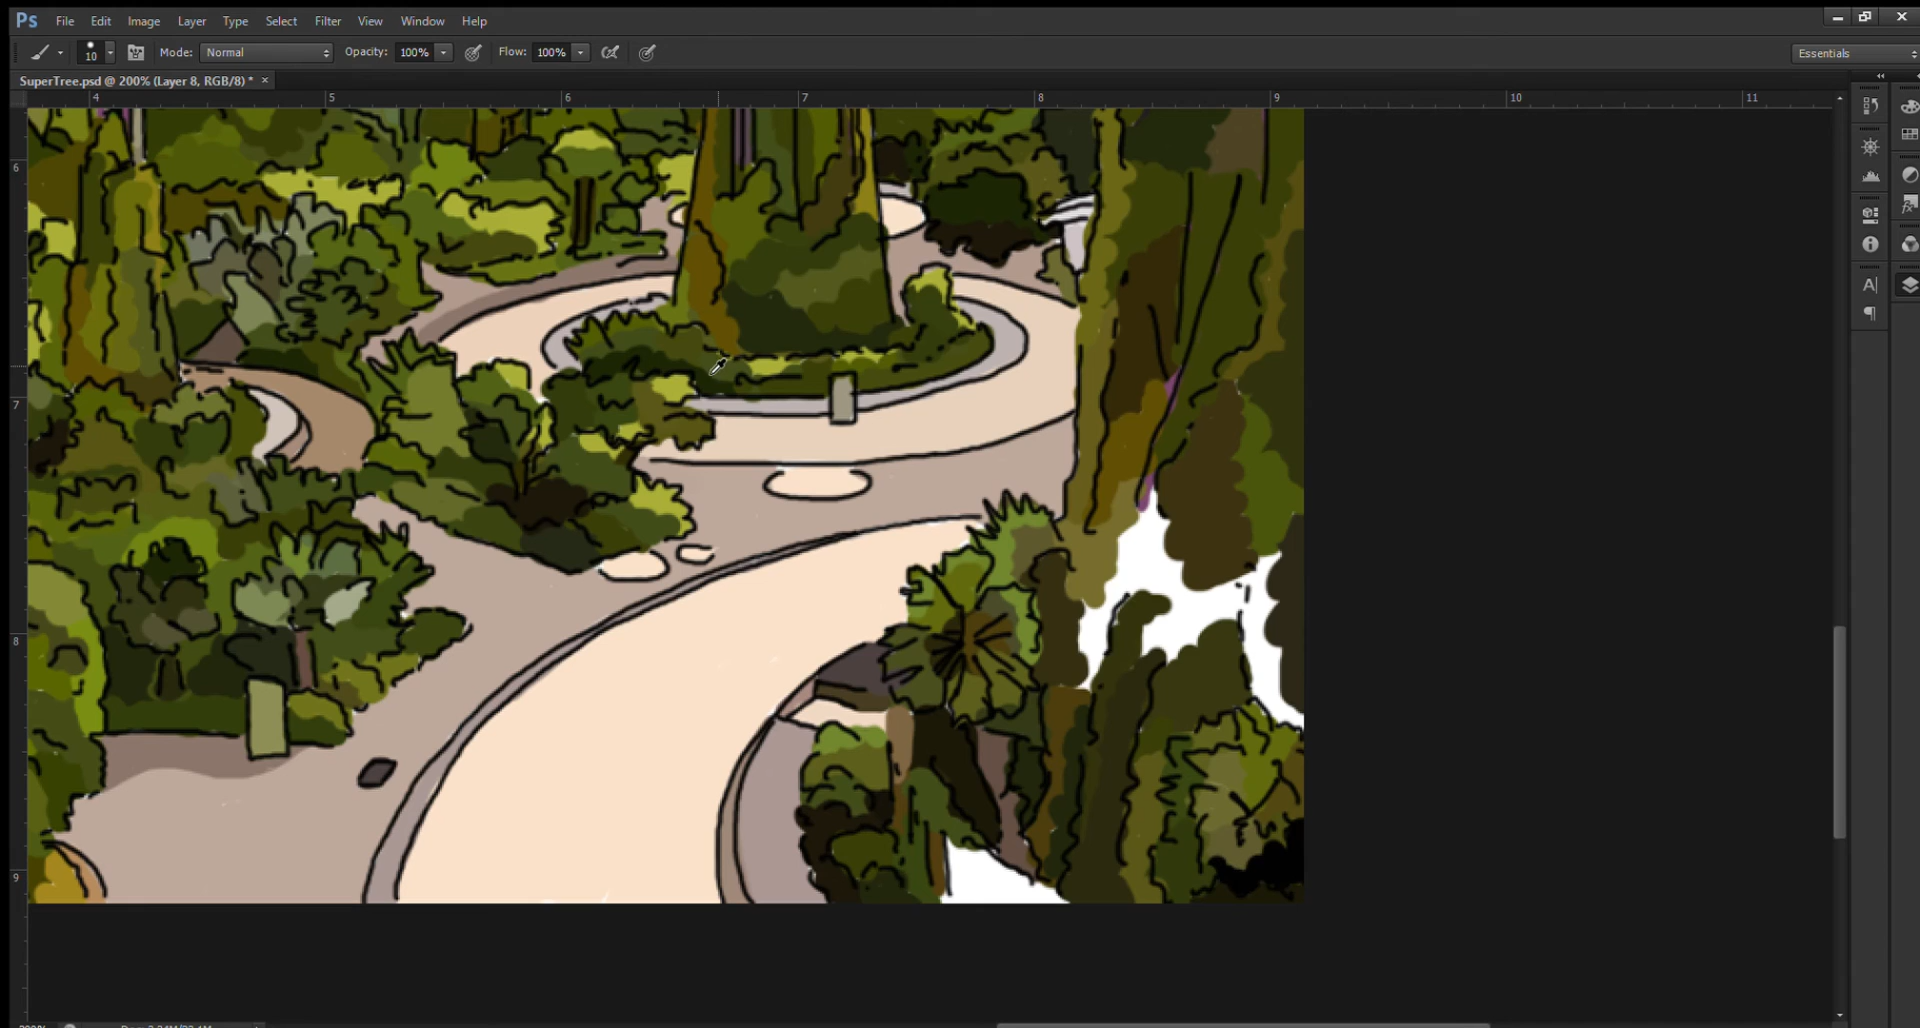 Ps File Edit Image Layer Type Select Filter View Window Help
10 Mode: Normal Opacity: 100% Flow: 100% Essentials
SuperTree.psd @ 200% (Layer 8, RGB/8) * ×
4 5 6 7 8 9 10 11
6
7
8
9
A